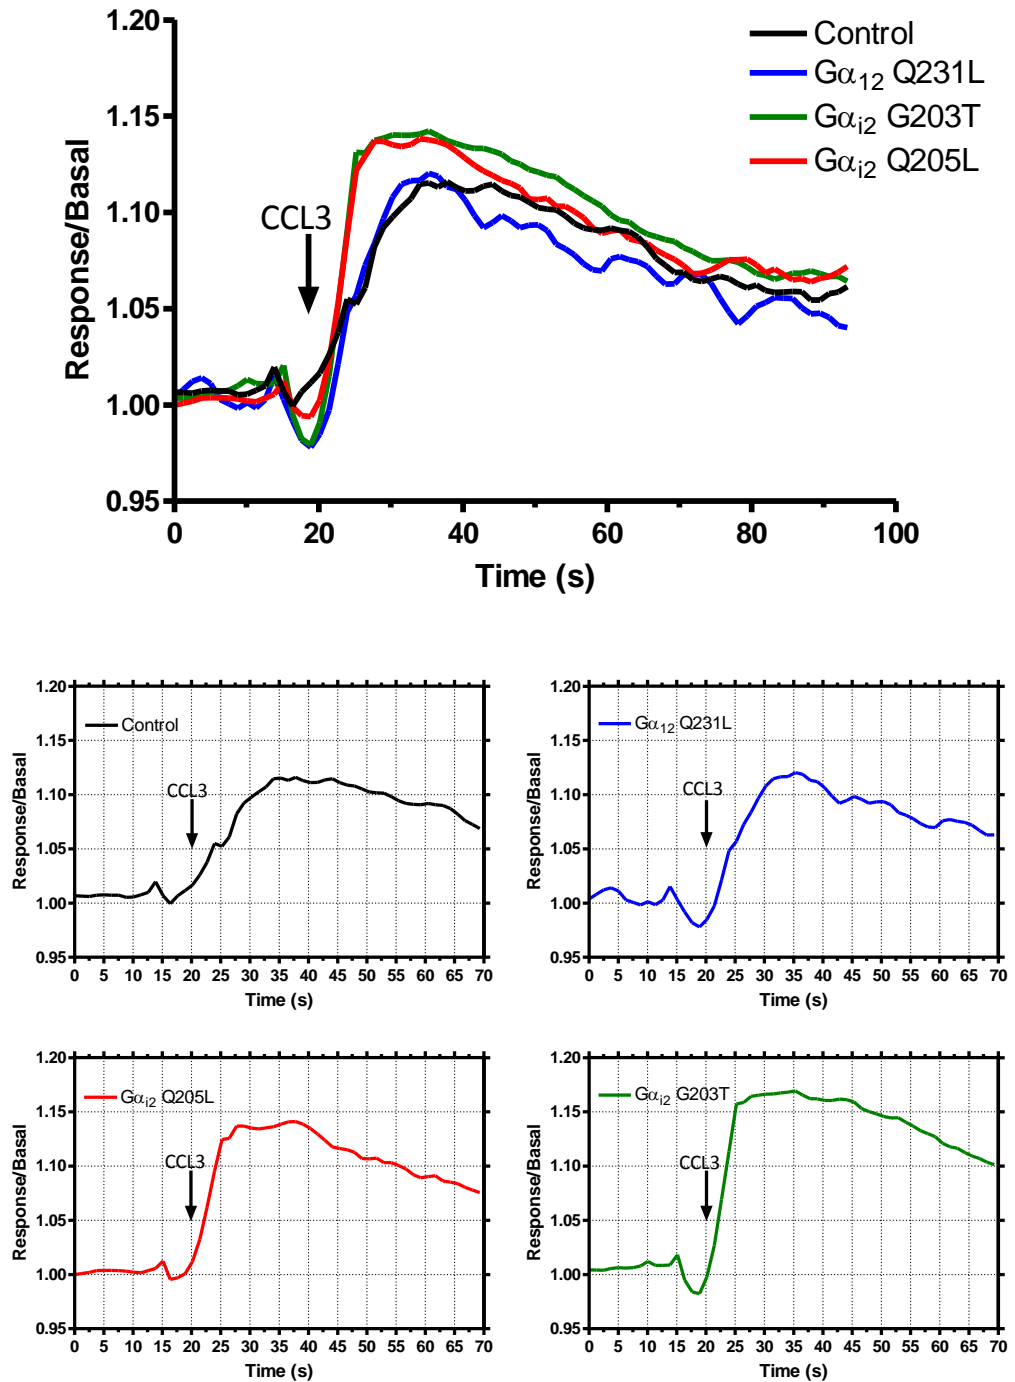 1.20
1.15
1.10
1.05
1.00
0.95
Response/Basal
0 20 40 60 80 100
Time (s)
CCL3
Control
Gα12 Q231L
Gαi2 G203T
Gαi2 Q205L
1.20
1.15
1.10
1.05
1.00
0.95
Response/Basal
Control
CCL3
0 5 10 15 20 25 30 35 40 45 50 55 60 65 70
Time (s)
1.20
1.15
1.10
1.05
1.00
0.95
Response/Basal
Gα12 Q231L
CCL3
0 5 10 15 20 25 30 35 40 45 50 55 60 65 70
Time (s)
1.20
1.15
1.10
1.05
1.00
0.95
Response/Basal
Gαi2 Q205L
CCL3
0 5 10 15 20 25 30 35 40 45 50 55 60 65 70
Time (s)
1.20
1.15
1.10
1.05
1.00
0.95
Response/Basal
Gαi2 G203T
CCL3
0 5 10 15 20 25 30 35 40 45 50 55 60 65 70
Time (s)